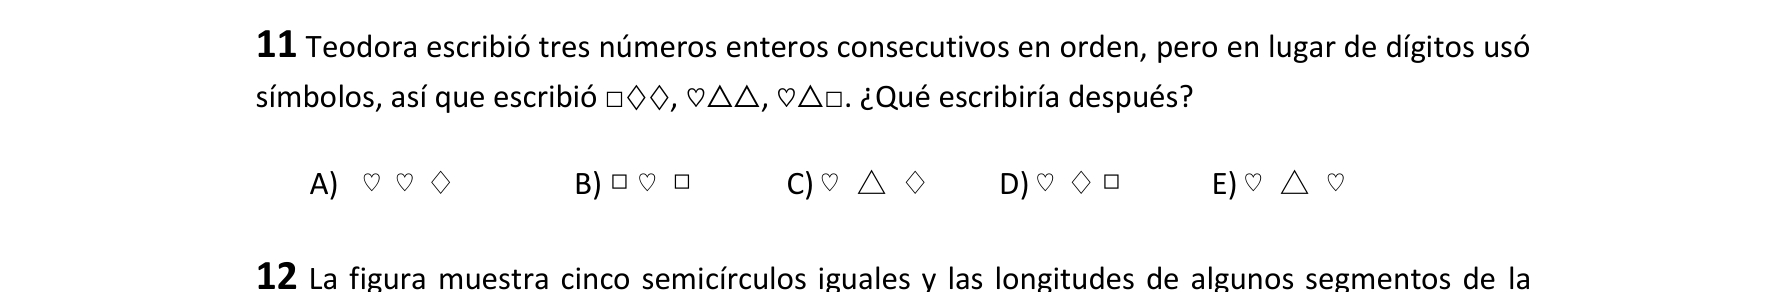 11 Teodora escribió tres números enteros consecutivos en orden, pero en lugar de dígitos usó
símbolos, así que escribió □◇◇, ♡△△, ♡△□. ¿Qué escribiría después?
A) ♡ ♡ ◇ B) □ ♡ □ C) ♡ △ ◇ D) ♡ ◇ □ E) ♡ △ ♡
12 La figura muestra cinco semicírculos iguales y las longitudes de algunos segmentos de la